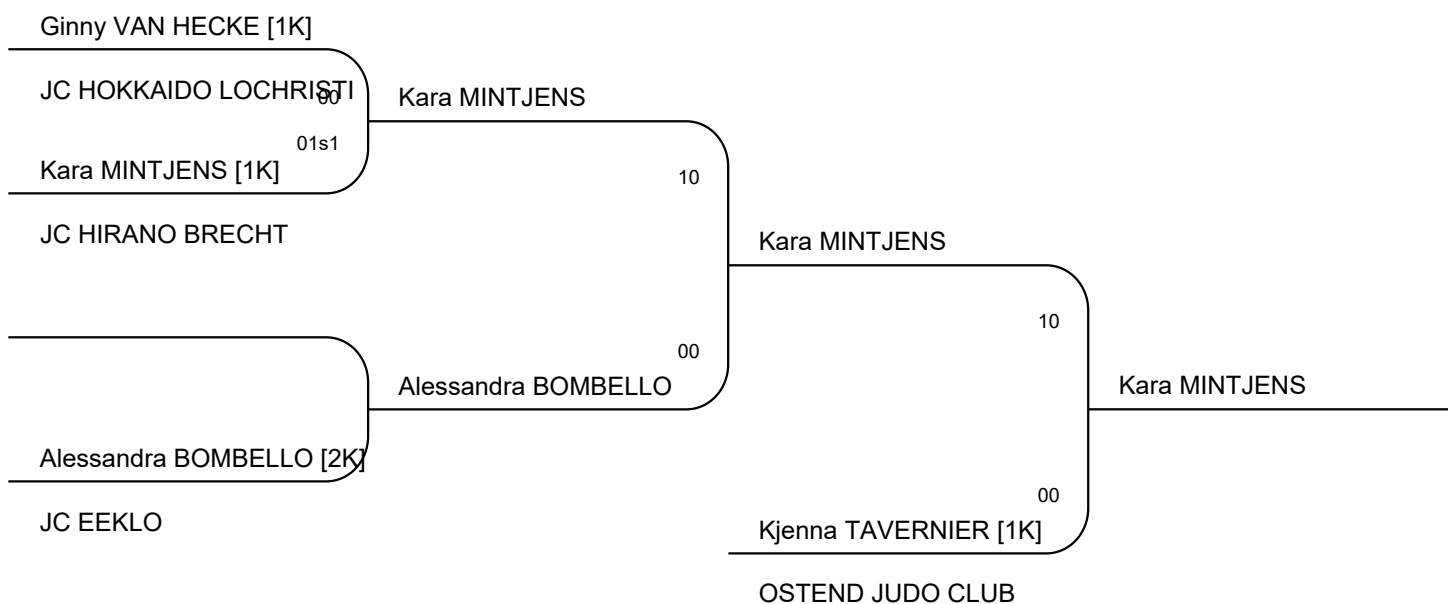 Ginny VAN HECKE [1K]
JC HOKKAIDO LOCHRISTI
00
Kara MINTJENS
01s1
Kara MINTJENS [1K]
10
JC HIRANO BRECHT
Kara MINTJENS
10
00
Alessandra BOMBELLO
Kara MINTJENS
Alessandra BOMBELLO [2K]
00
JC EEKLO
Kjenna TAVERNIER [1K]
OSTEND JUDO CLUB